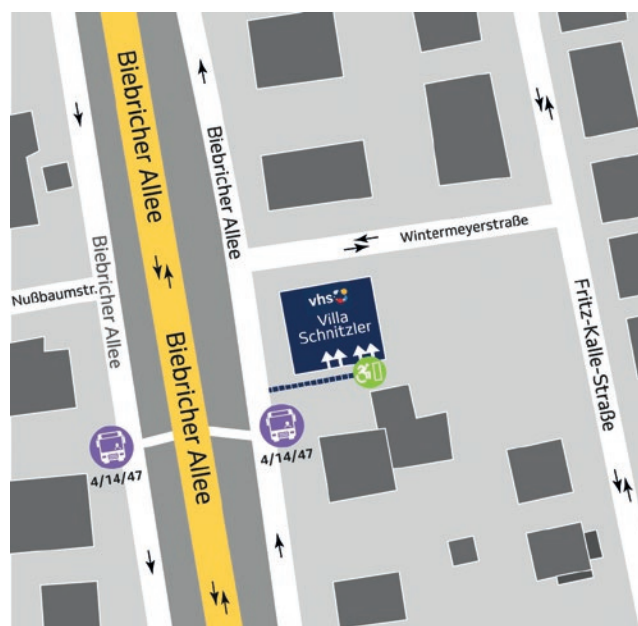 Biebricher Allee
Biebricher Allee
Biebricher Allee
Wintermeyerstraße
Nußbaumstr.
vhs
Villa
Schnitzler
Biebricher Allee
Fritz-Kalle-Straße
4/14/47
4/14/47